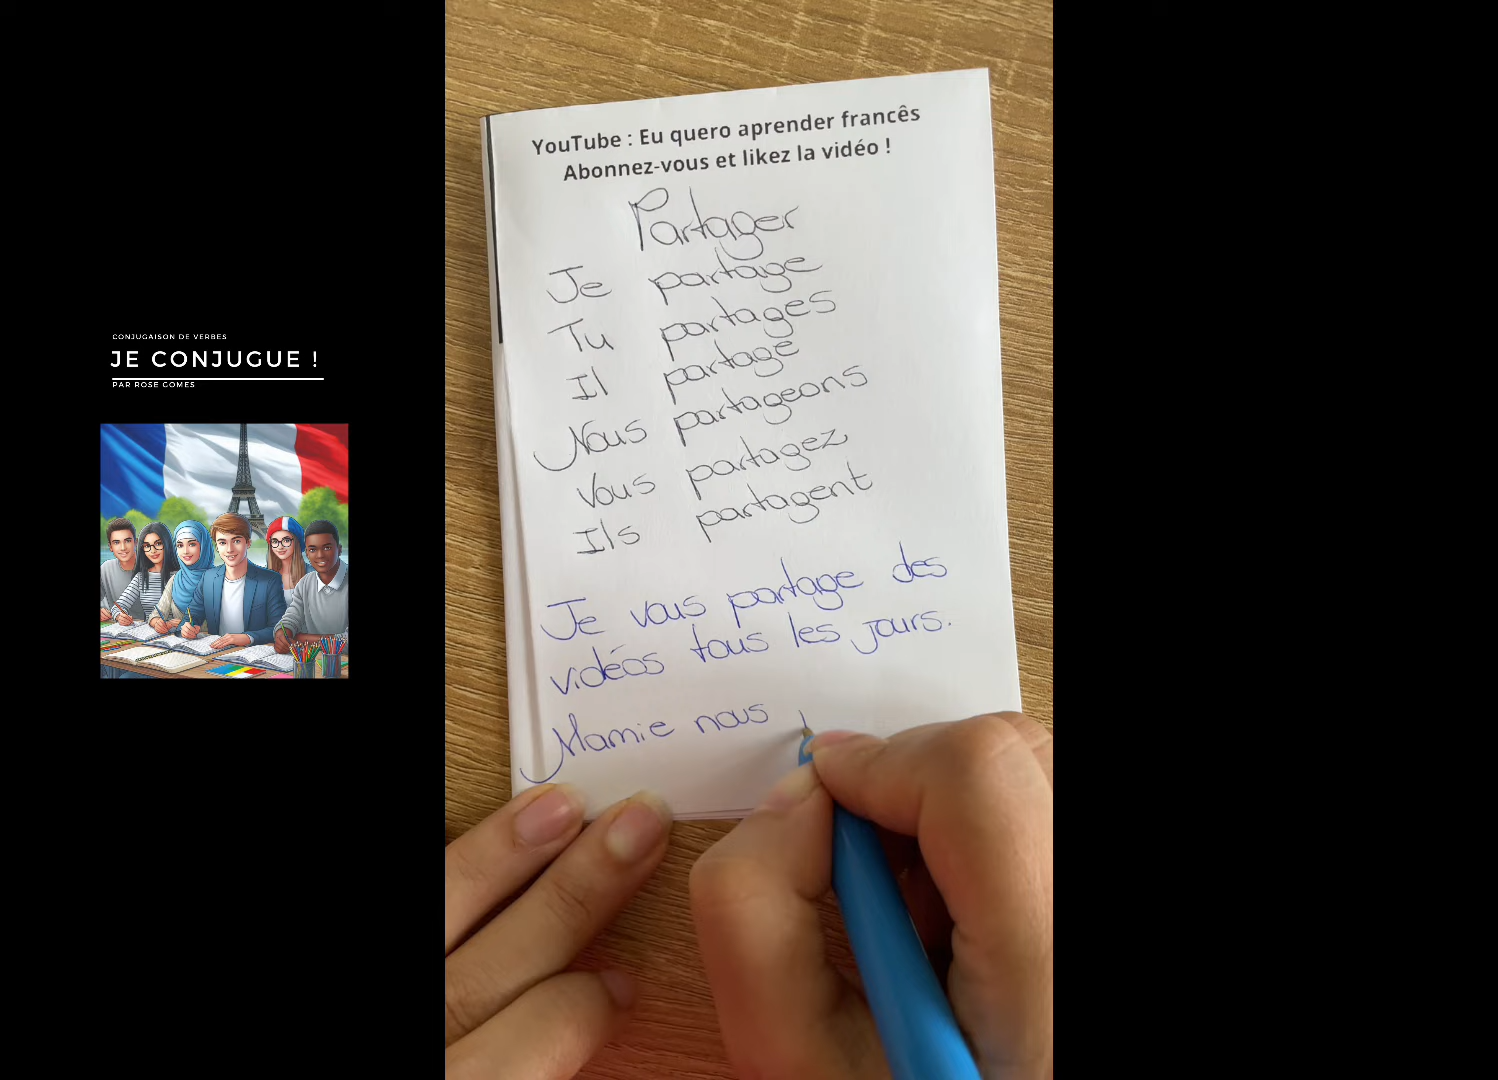 CONJUGAISON DE VERBES
JE CONJUGUE !
PAR ROSE GOMES
YouTube : Eu quero aprender francês
Abonnez-vous et likez la vidéo !
Partager
Je partage
Tu partages
Il partage
Nous partageons
Vous partagez
Ils partagent
Je vous partage des
vidéos tous les jours.
Mamie nous